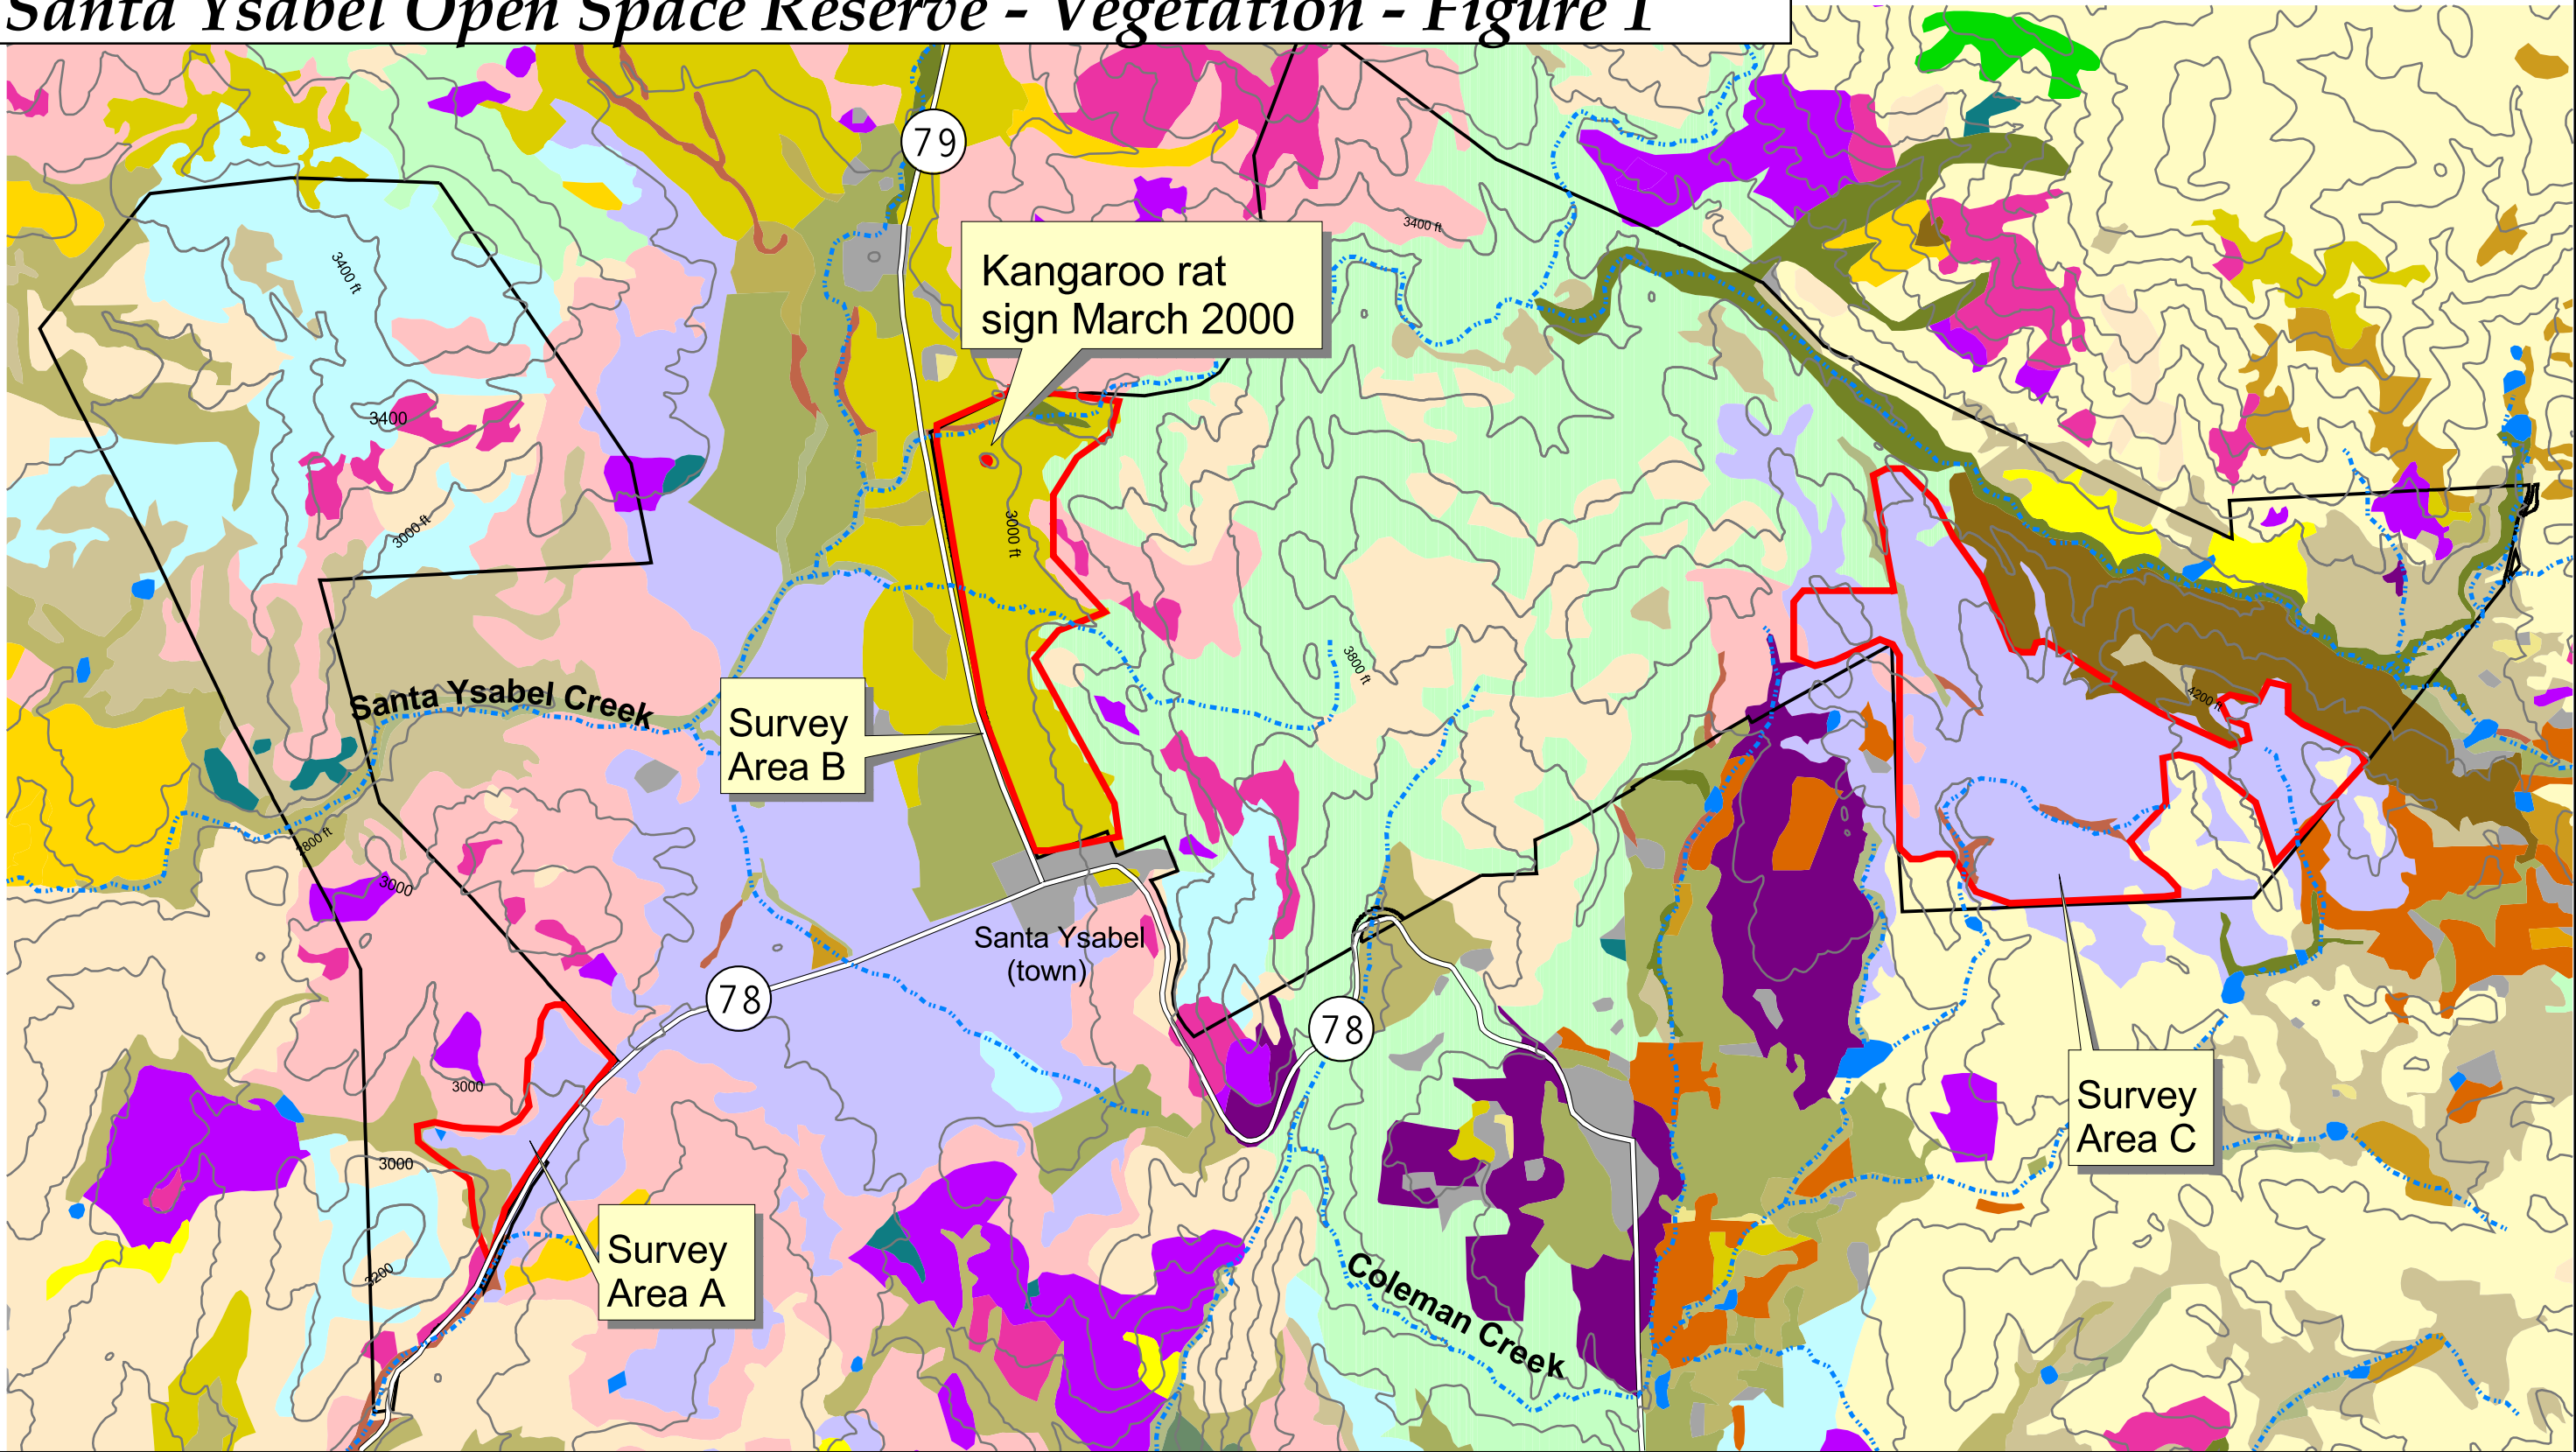 Santa Ysabel Open Space Reserve - Vegetation - Figure 1
79
3400 ft
3400 ft
Kangaroo rat
sign March 2000
3400
3000 ft
3000 ft
3800 ft
4200 ft
Santa Ysabel Creek
Survey
Area B
2800 ft
3000
Santa Ysabel
(town)
78
78
3000
Survey
Area C
3000
3200
Survey
Area A
Coleman Creek